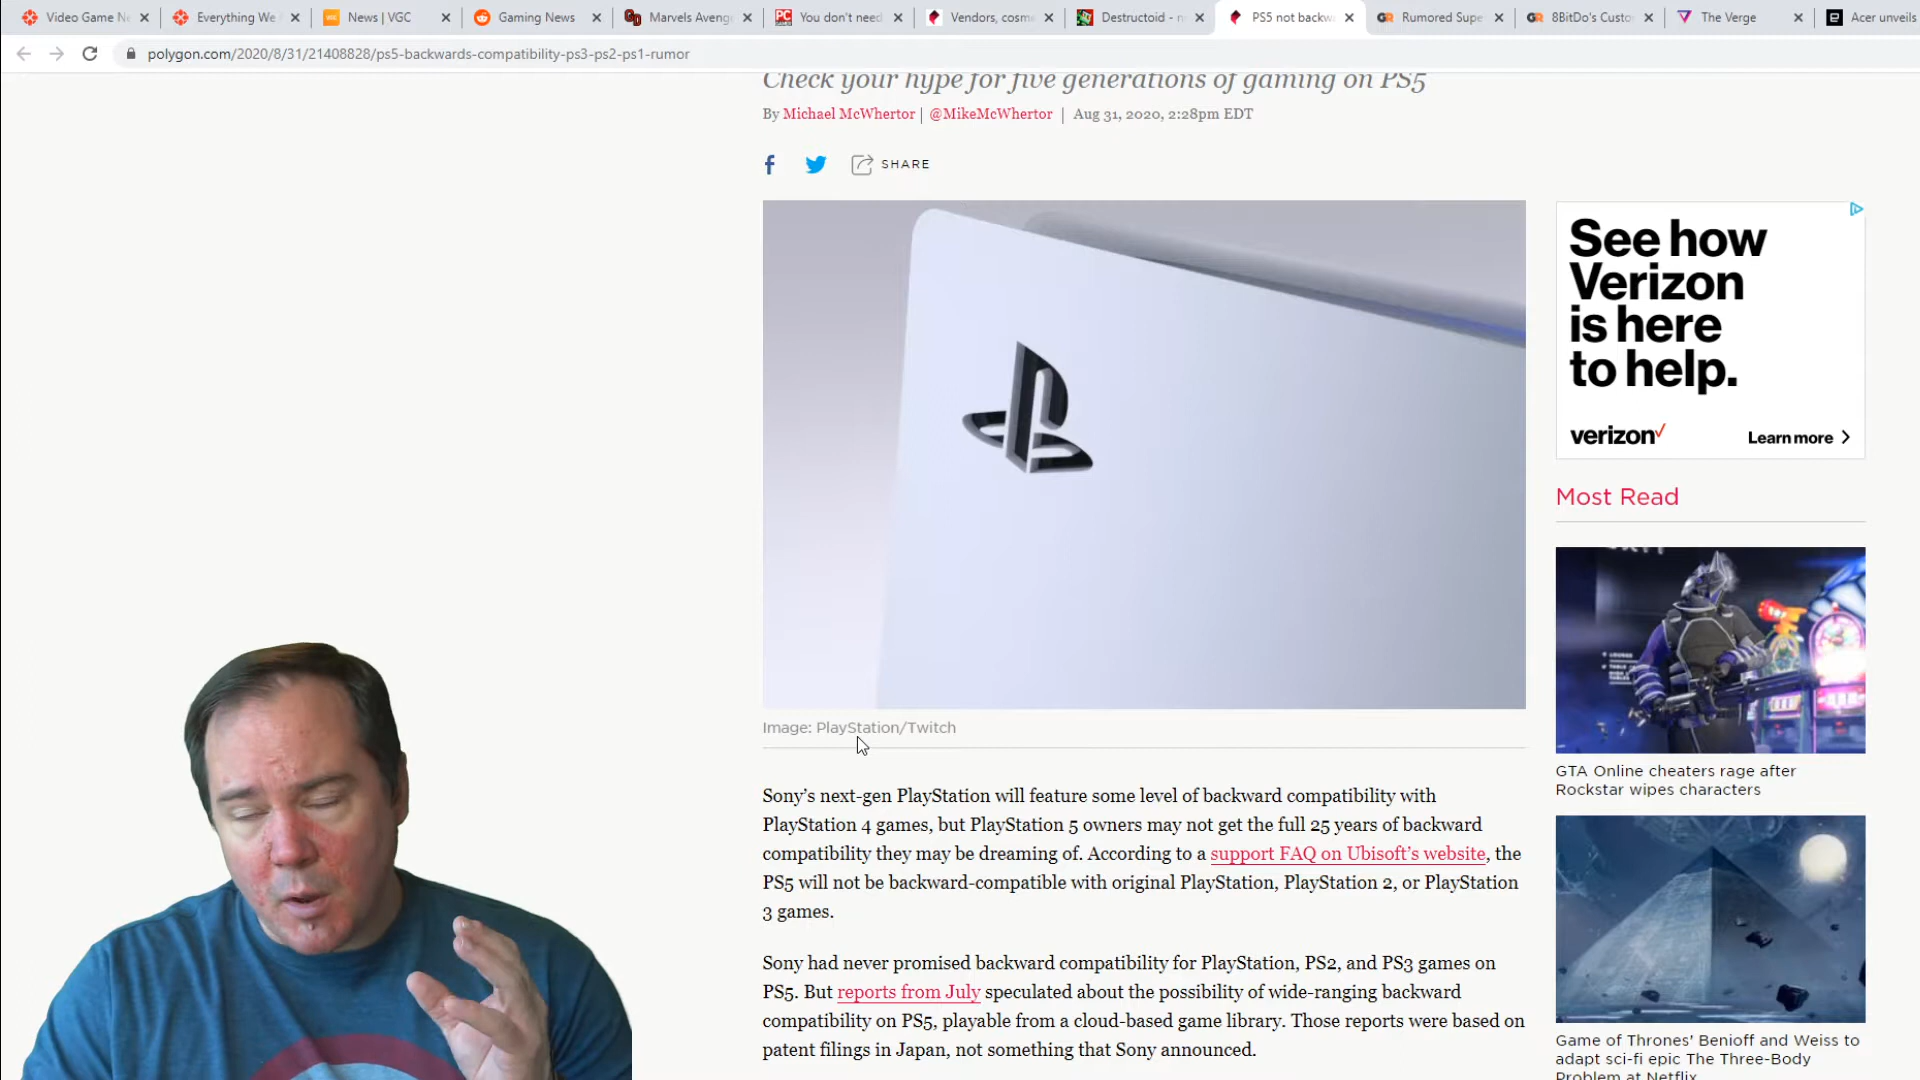 Video Game Ne
Everything We
News | VGC
Gaming News
Marvels Aveng
You don't need
Vendors, cosme
Destructoid - n
PS5 not backwa
Rumored Supe
8BitDo's Custo
The Verge
Acer unveils
polygon.com/2020/8/31/21408828/ps5-backwards-compatibility-ps3-ps2-ps1-rumor
Check your hype for five generations of gaming on PS5
By Michael McWhertor | @MikeMcWhertor | Aug 31, 2020, 2:28pm EDT
SHARE
Image: PlayStation/Twitch
Sony's next-gen PlayStation will feature some level of backward compatibility with
PlayStation 4 games, but PlayStation 5 owners may not get the full 25 years of backward
compatibility they may be dreaming of. According to a support FAQ on Ubisoft's website, the
PS5 will not be backward-compatible with original PlayStation, PlayStation 2, or PlayStation
3 games.
Sony had never promised backward compatibility for PlayStation, PS2, and PS3 games on
PS5. But reports from July speculated about the possibility of wide-ranging backward
compatibility on PS5, playable from a cloud-based game library. Those reports were based on
patent filings in Japan, not something that Sony announced.
See how
Verizon
is here
to help.
verizon✓
Learn more >
Most Read
GTA Online cheaters rage after
Rockstar wipes characters
Game of Thrones' Benioff and Weiss to
adapt sci-fi epic The Three-Body
Problem at Netflix